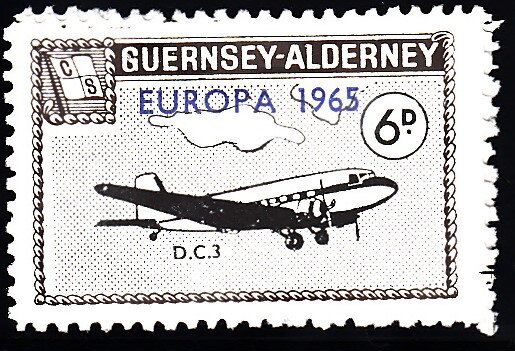 C
S
GUERNSEY-ALDERNEY
EUROPA 1965
6D.
D.C.3